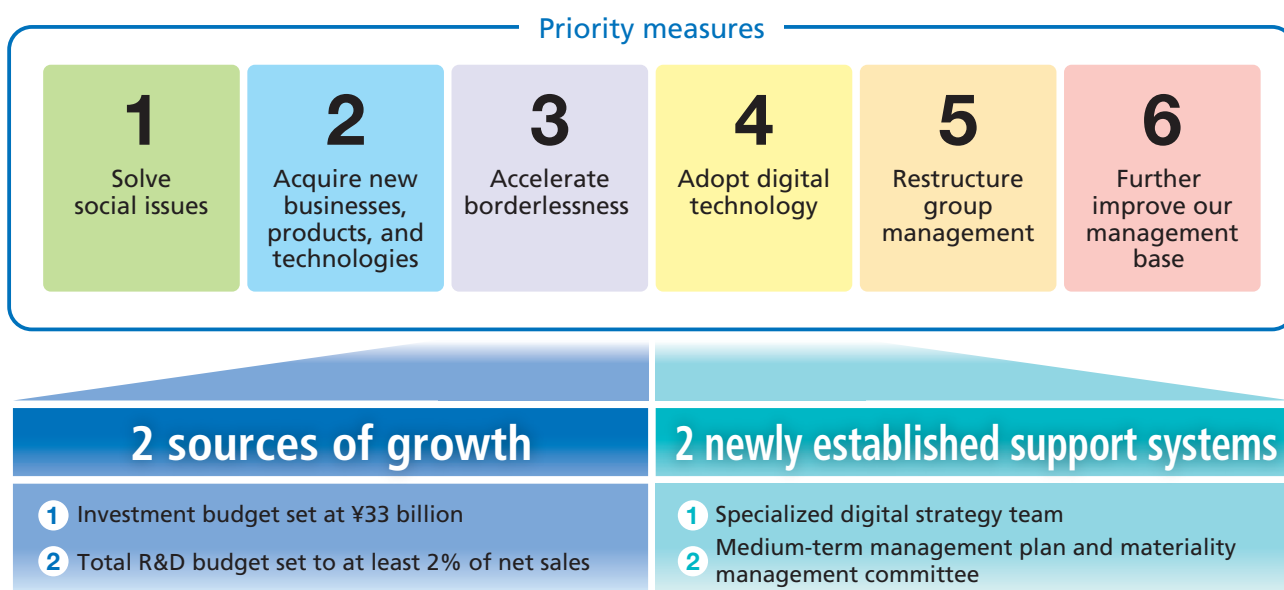 Priority measures
1
Solve
social issues
2
Acquire new
businesses,
products, and
technologies
3
Accelerate
borderlessness
4
Adopt digital
technology
5
Restructure
group
management
6
Further
improve our
management
base
2 sources of growth
1 Investment budget set at ¥33 billion
2 Total R&D budget set to at least 2% of net sales
2 newly established support systems
1 Specialized digital strategy team
2 Medium-term management plan and materiality
management committee